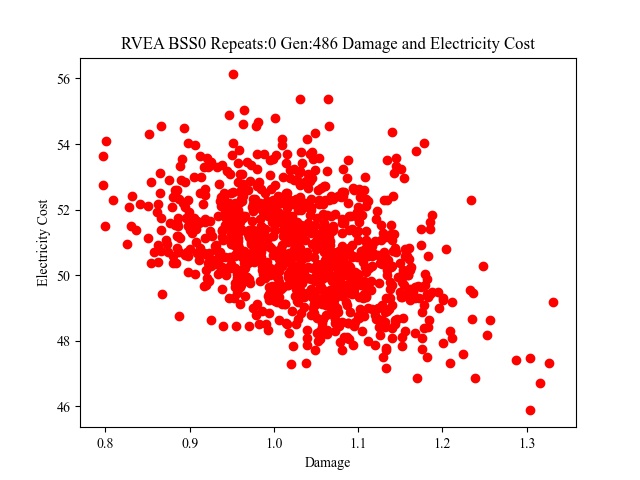 RVEA BSS0 Repeats:0 Gen:486 Damage and Electricity Cost
56
54
52
50
48
46
Electricity Cost
0.8 0.9 1.0 1.1 1.2 1.3
Damage